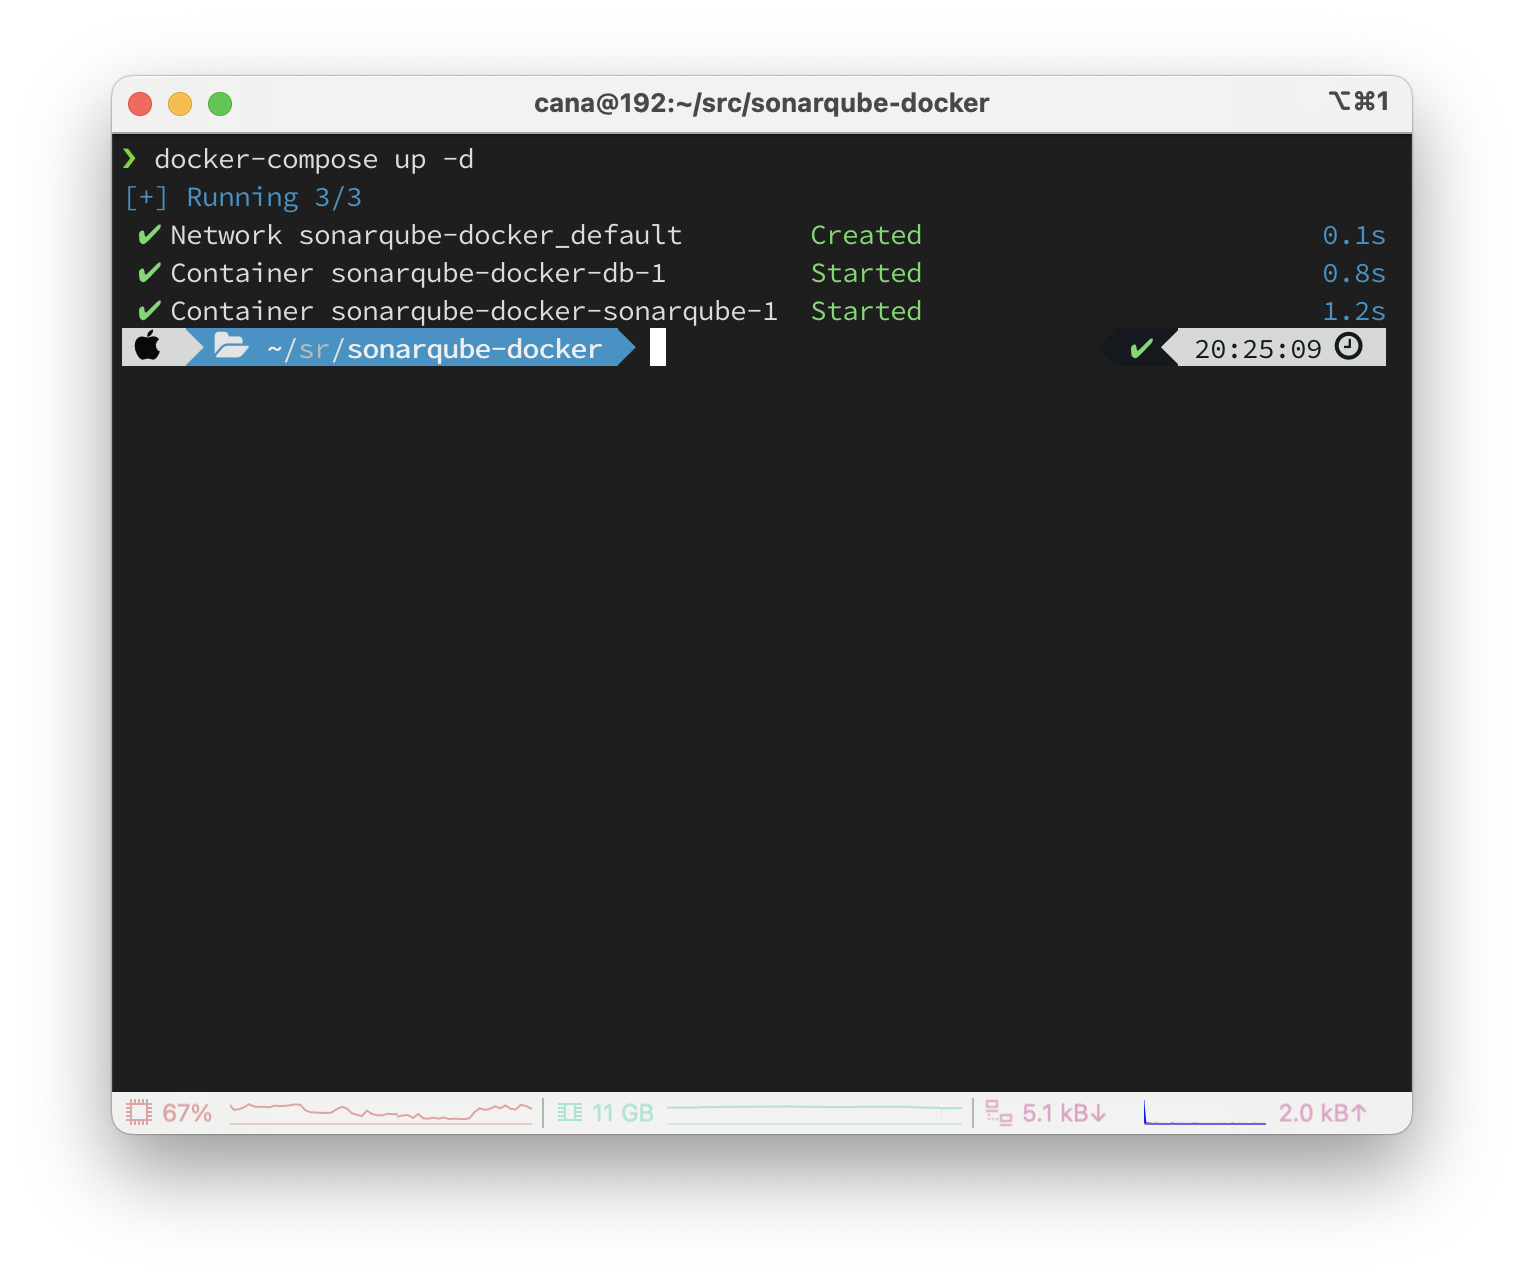 cana@192:~/src/sonarqube-docker ⌥⌘1
❯ docker-compose up -d
[+] Running 3/3
✔ Network sonarqube-docker_default Created 0.1s
✔ Container sonarqube-docker-db-1 Started 0.8s
✔ Container sonarqube-docker-sonarqube-1 Started 1.2s
~/sr/sonarqube-docker ✔ 20:25:09
67% 11 GB 5.1 kB↓ 2.0 kB↑